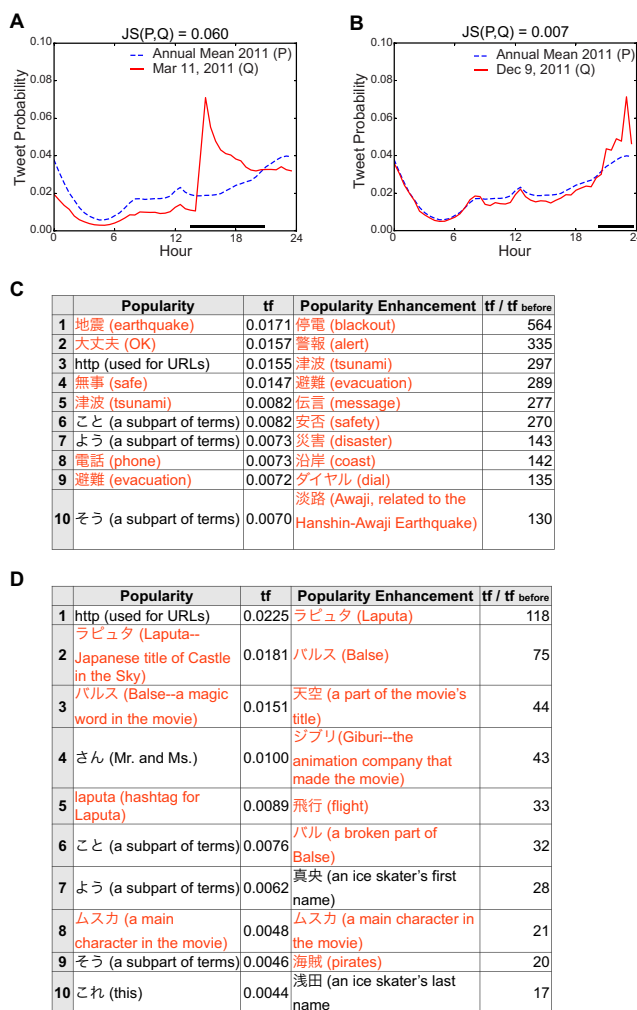 A
JS(P,Q) = 0.060
0.10
0.08
0.06
0.04
0.02
0.00
Tweet Probability
Annual Mean 2011 (P)
Mar 11, 2011 (Q)
0 6 12 18 24
Hour
B
JS(P,Q) = 0.007
0.10
0.08
0.06
0.04
0.02
0.00
Tweet Probability
Annual Mean 2011 (P)
Dec 9, 2011 (Q)
0 6 12 18 24
Hour
C
Popularity tf Popularity Enhancement tf / tf before
1 地震 (earthquake) 0.0171 停電 (blackout) 564
2 大丈夫 (OK) 0.0157 警報 (alert) 335
3 http (used for URLs) 0.0155 津波 (tsunami) 297
4 無事 (safe) 0.0147 避難 (evacuation) 289
5 津波 (tsunami) 0.0082 伝言 (message) 277
6 こと (a subpart of terms) 0.0082 安否 (safety) 270
7 よう (a subpart of terms) 0.0073 災害 (disaster) 143
8 電話 (phone) 0.0073 沿岸 (coast) 142
9 避難 (evacuation) 0.0072 ダイヤル (dial) 135
10 そう (a subpart of terms) 0.0070 淡路 (Awaji, related to the
Hanshin-Awaji Earthquake) 130
D
Popularity tf Popularity Enhancement tf / tf before
1 http (used for URLs) 0.0225 ラピュタ (Laputa) 118
2 ラピュタ (Laputa--
Japanese title of Castle
in the Sky) 0.0181 バルス (Balse) 75
3 バルス (Balse--a magic
word in the movie) 0.0151 天空 (a part of the movie's
title) 44
4 さん (Mr. and Ms.) 0.0100 ジブリ(Giburi--the
animation company that
made the movie) 43
5 laputa (hashtag for
Laputa) 0.0089 飛行 (flight) 33
6 こと (a subpart of terms) 0.0076 バル (a broken part of
Balse) 32
7 よう (a subpart of terms) 0.0062 真央 (an ice skater's first
name) 28
8 ムスカ (a main
character in the movie) 0.0048 ムスカ (a main character in
the movie) 21
9 そう (a subpart of terms) 0.0046 海賊 (pirates) 20
10 これ (this) 0.0044 浅田 (an ice skater's last
name 17